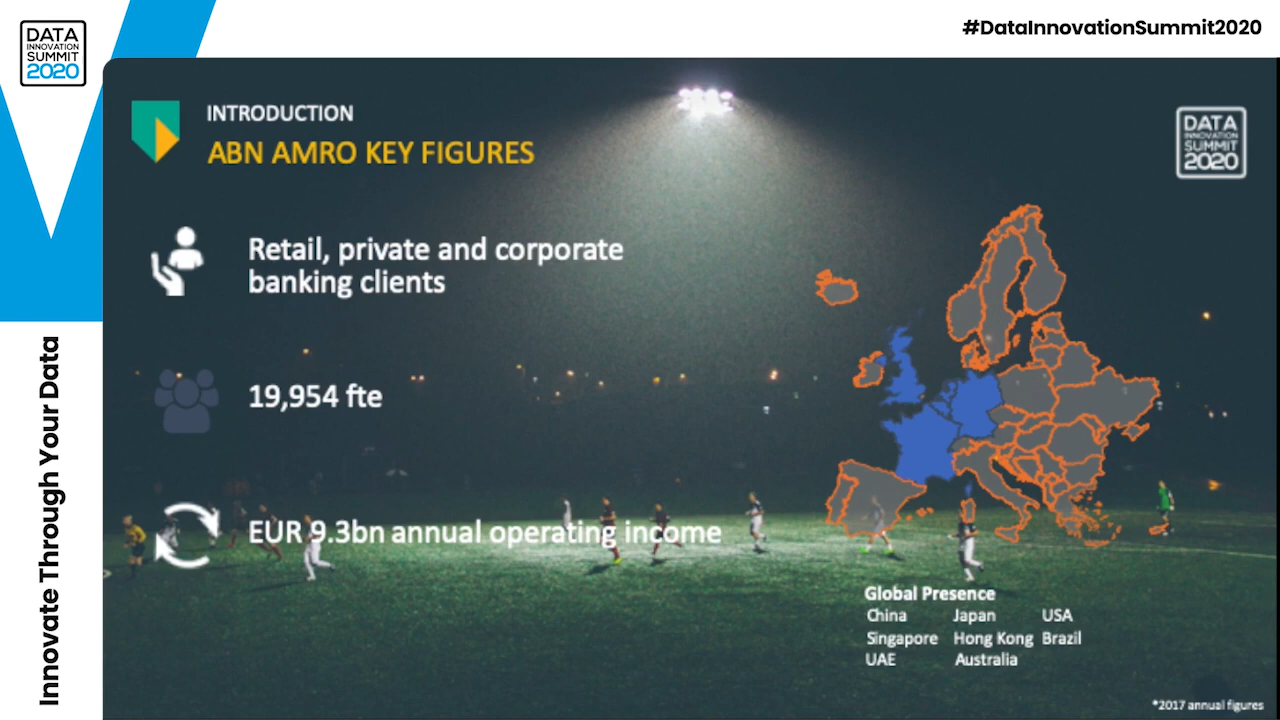 #DataInnovationSummit2020
DATA
INNOVATION
SUMMIT
2020
INTRODUCTION
ABN AMRO KEY FIGURES
DATA
INNOVATION
SUMMIT
2020
Retail, private and corporate
banking clients
19,954 fte
EUR 9.3bn annual operating income
Global Presence
China Japan USA
Singapore Hong Kong Brazil
UAE Australia
*2017 annual figures
Innovate Through Your Data